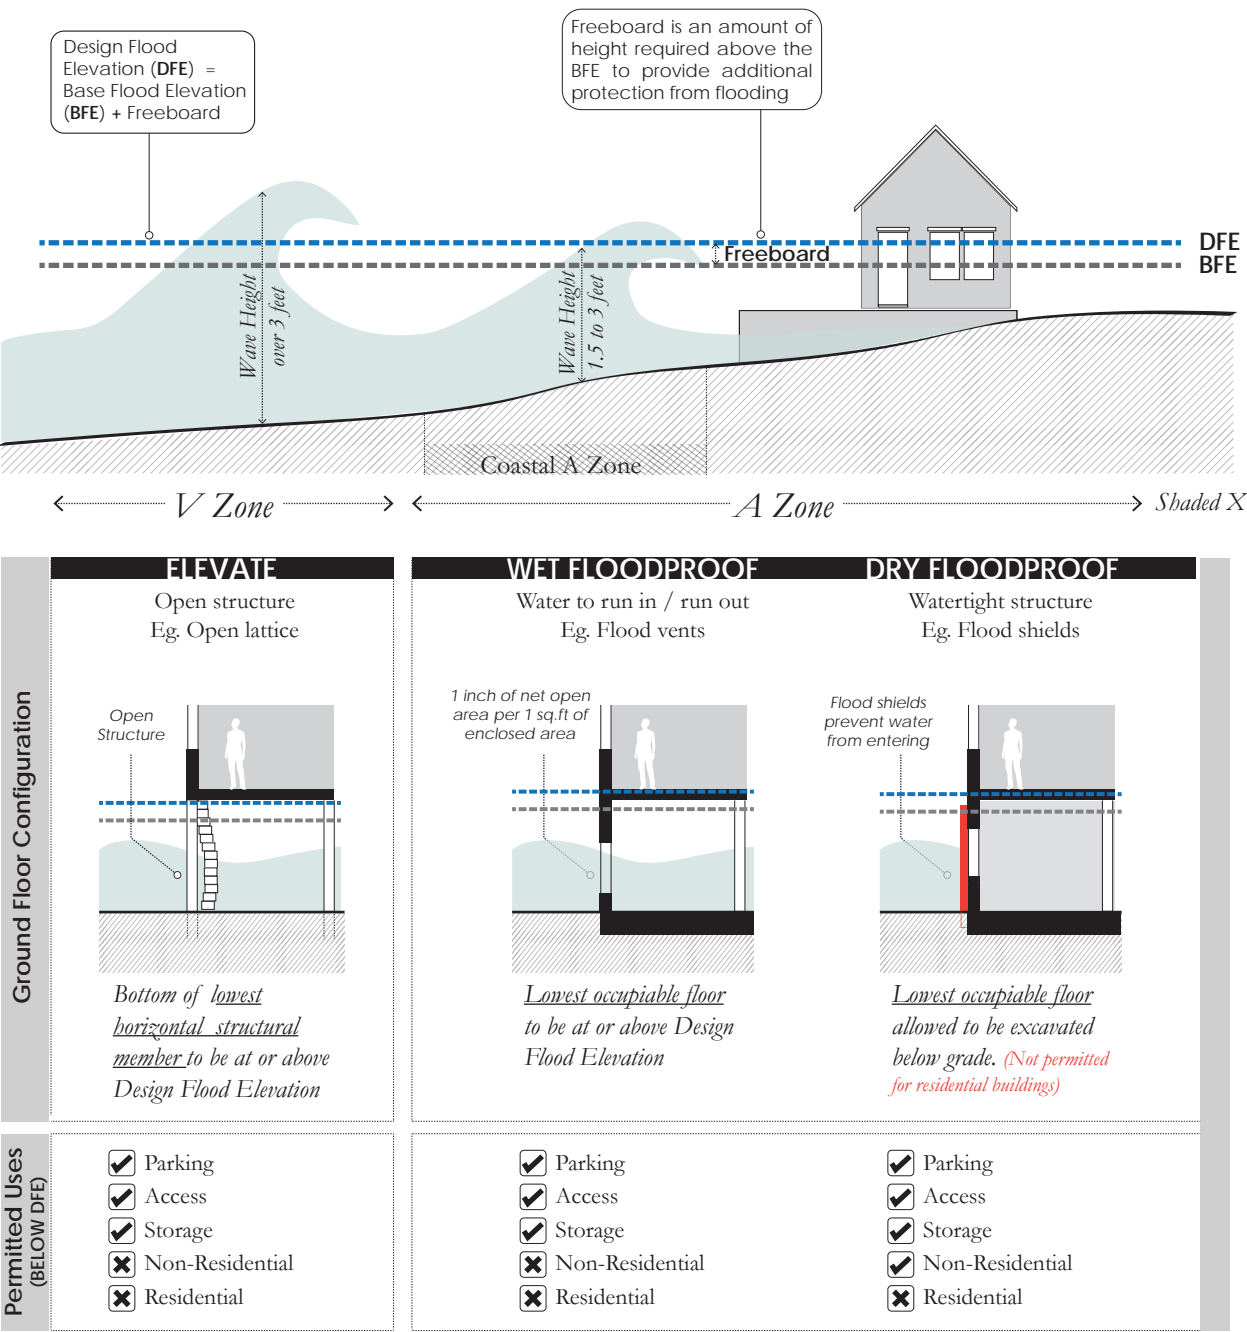 Design Flood
Elevation (DFE) =
Base Flood Elevation
(BFE) + Freeboard
Freeboard is an amount of
height required above the
BFE to provide additional
protection from flooding
DFE
BFE
Freeboard
Wave Height
over 3 feet
Wave Height
1.5 to 3 feet
Coastal A Zone
V Zone
A Zone
Shaded X
Ground Floor Configuration
ELEVATE
Open structure
Eg. Open lattice
Open
Structure
Bottom of lowest
horizontal structural
member to be at or above
Design Flood Elevation
WET FLOODPROOF
Water to run in / run out
Eg. Flood vents
1 inch of net open
area per 1 sq.ft of
enclosed area
Lowest occupiable floor
to be at or above Design
Flood Elevation
DRY FLOODPROOF
Watertight structure
Eg. Flood shields
Flood shields
prevent water
from entering
Lowest occupiable floor
allowed to be excavated
below grade. (Not permitted
for residential buildings)
Permitted Uses
(BELOW DFE)
Parking
Access
Storage
Non-Residential
Residential
Parking
Access
Storage
Non-Residential
Residential
Parking
Access
Storage
Non-Residential
Residential